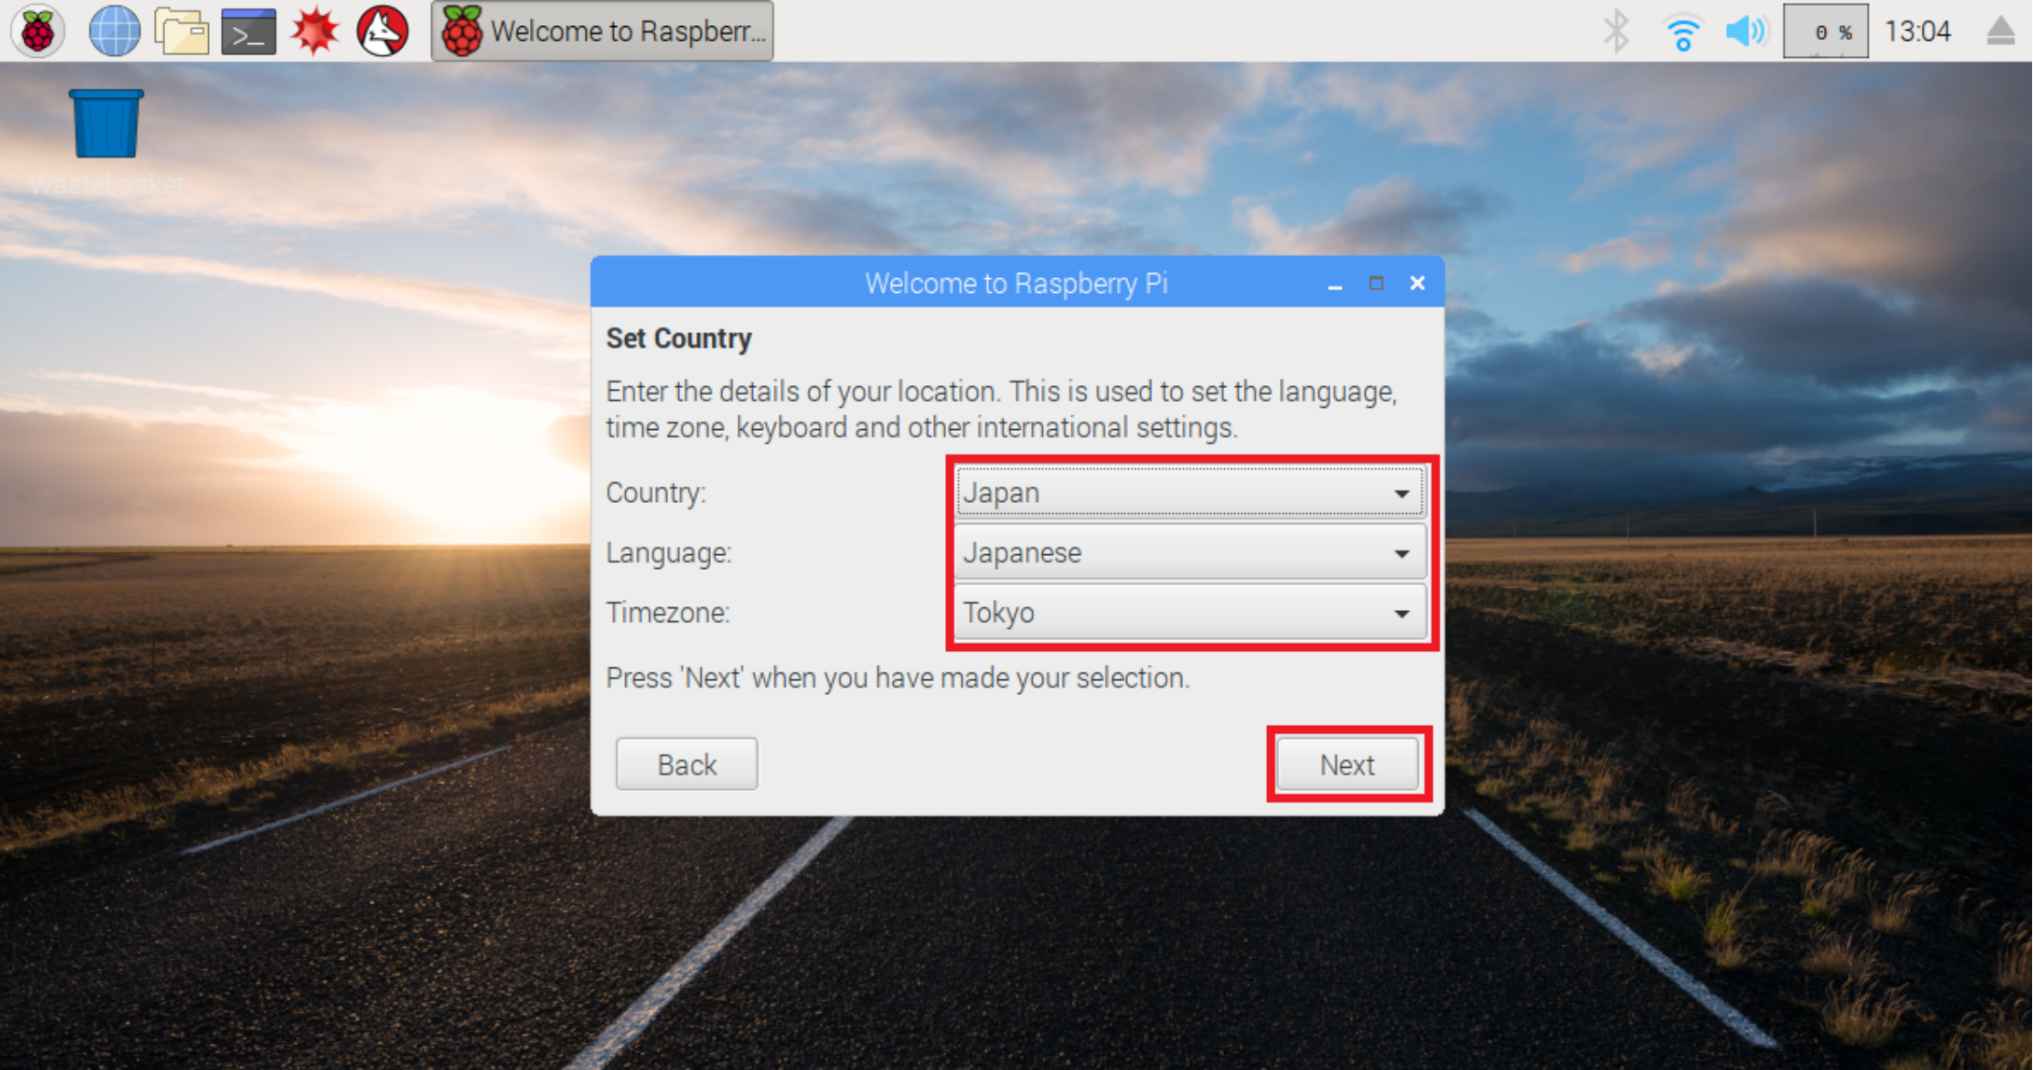 Welcome to Raspberr...
0 %
13:04
Wastebasket
Welcome to Raspberry Pi
Set Country
Enter the details of your location. This is used to set the language,
time zone, keyboard and other international settings.
Country:
Japan
Language:
Japanese
Timezone:
Tokyo
Press 'Next' when you have made your selection.
Back
Next